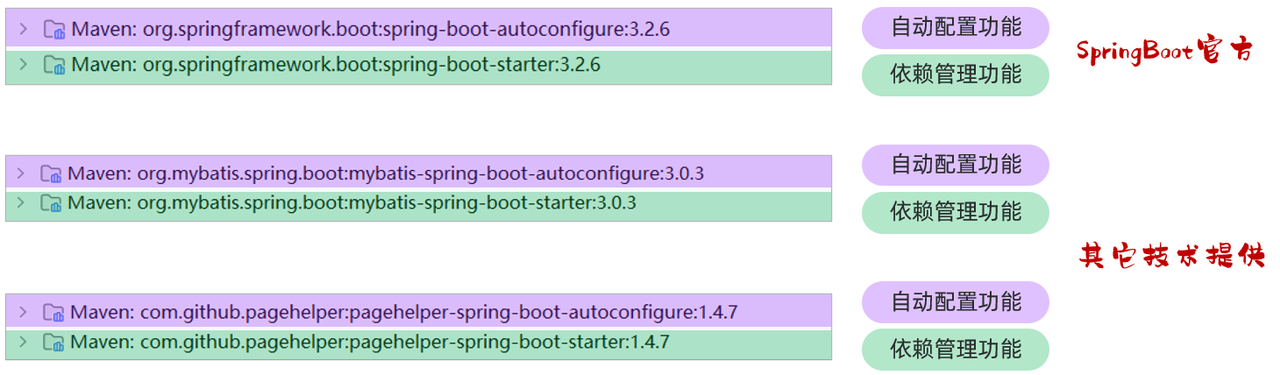 Maven: org.springframework.boot:spring-boot-autoconfigure:3.2.6
自动配置功能
Maven: org.springframework.boot:spring-boot-starter:3.2.6
依赖管理功能
SpringBoot官方
Maven: org.mybatis.spring.boot:mybatis-spring-boot-autoconfigure:3.0.3
自动配置功能
Maven: org.mybatis.spring.boot:mybatis-spring-boot-starter:3.0.3
依赖管理功能
其它技术提供
Maven: com.github.pagehelper:pagehelper-spring-boot-autoconfigure:1.4.7
自动配置功能
Maven: com.github.pagehelper:pagehelper-spring-boot-starter:1.4.7
依赖管理功能